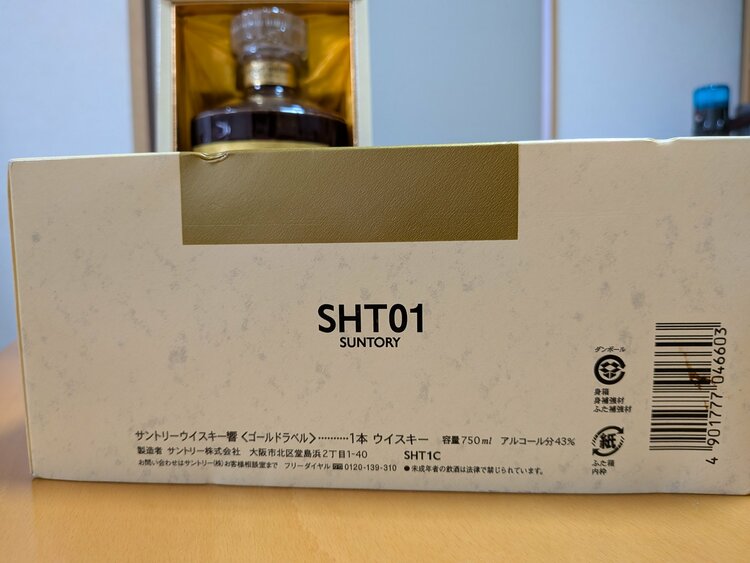 SHT01
SUNTORY
サントリーウイスキー響〈ゴールドラベル〉…………1本 ウイスキー 容量750ml アルコール分43%
製造者 サントリー株式会社 大阪市北区堂島浜2丁目1-40 SHT1C
お問い合わせはサントリー(株)お客様相談室まで フリーダイヤル 0120-139-310 ●未成年者の飲酒は法律で禁じられています。
ダンボール
身箱
身補強材
ふた補強材
紙
ふた箱
内枠
4 901777 046603